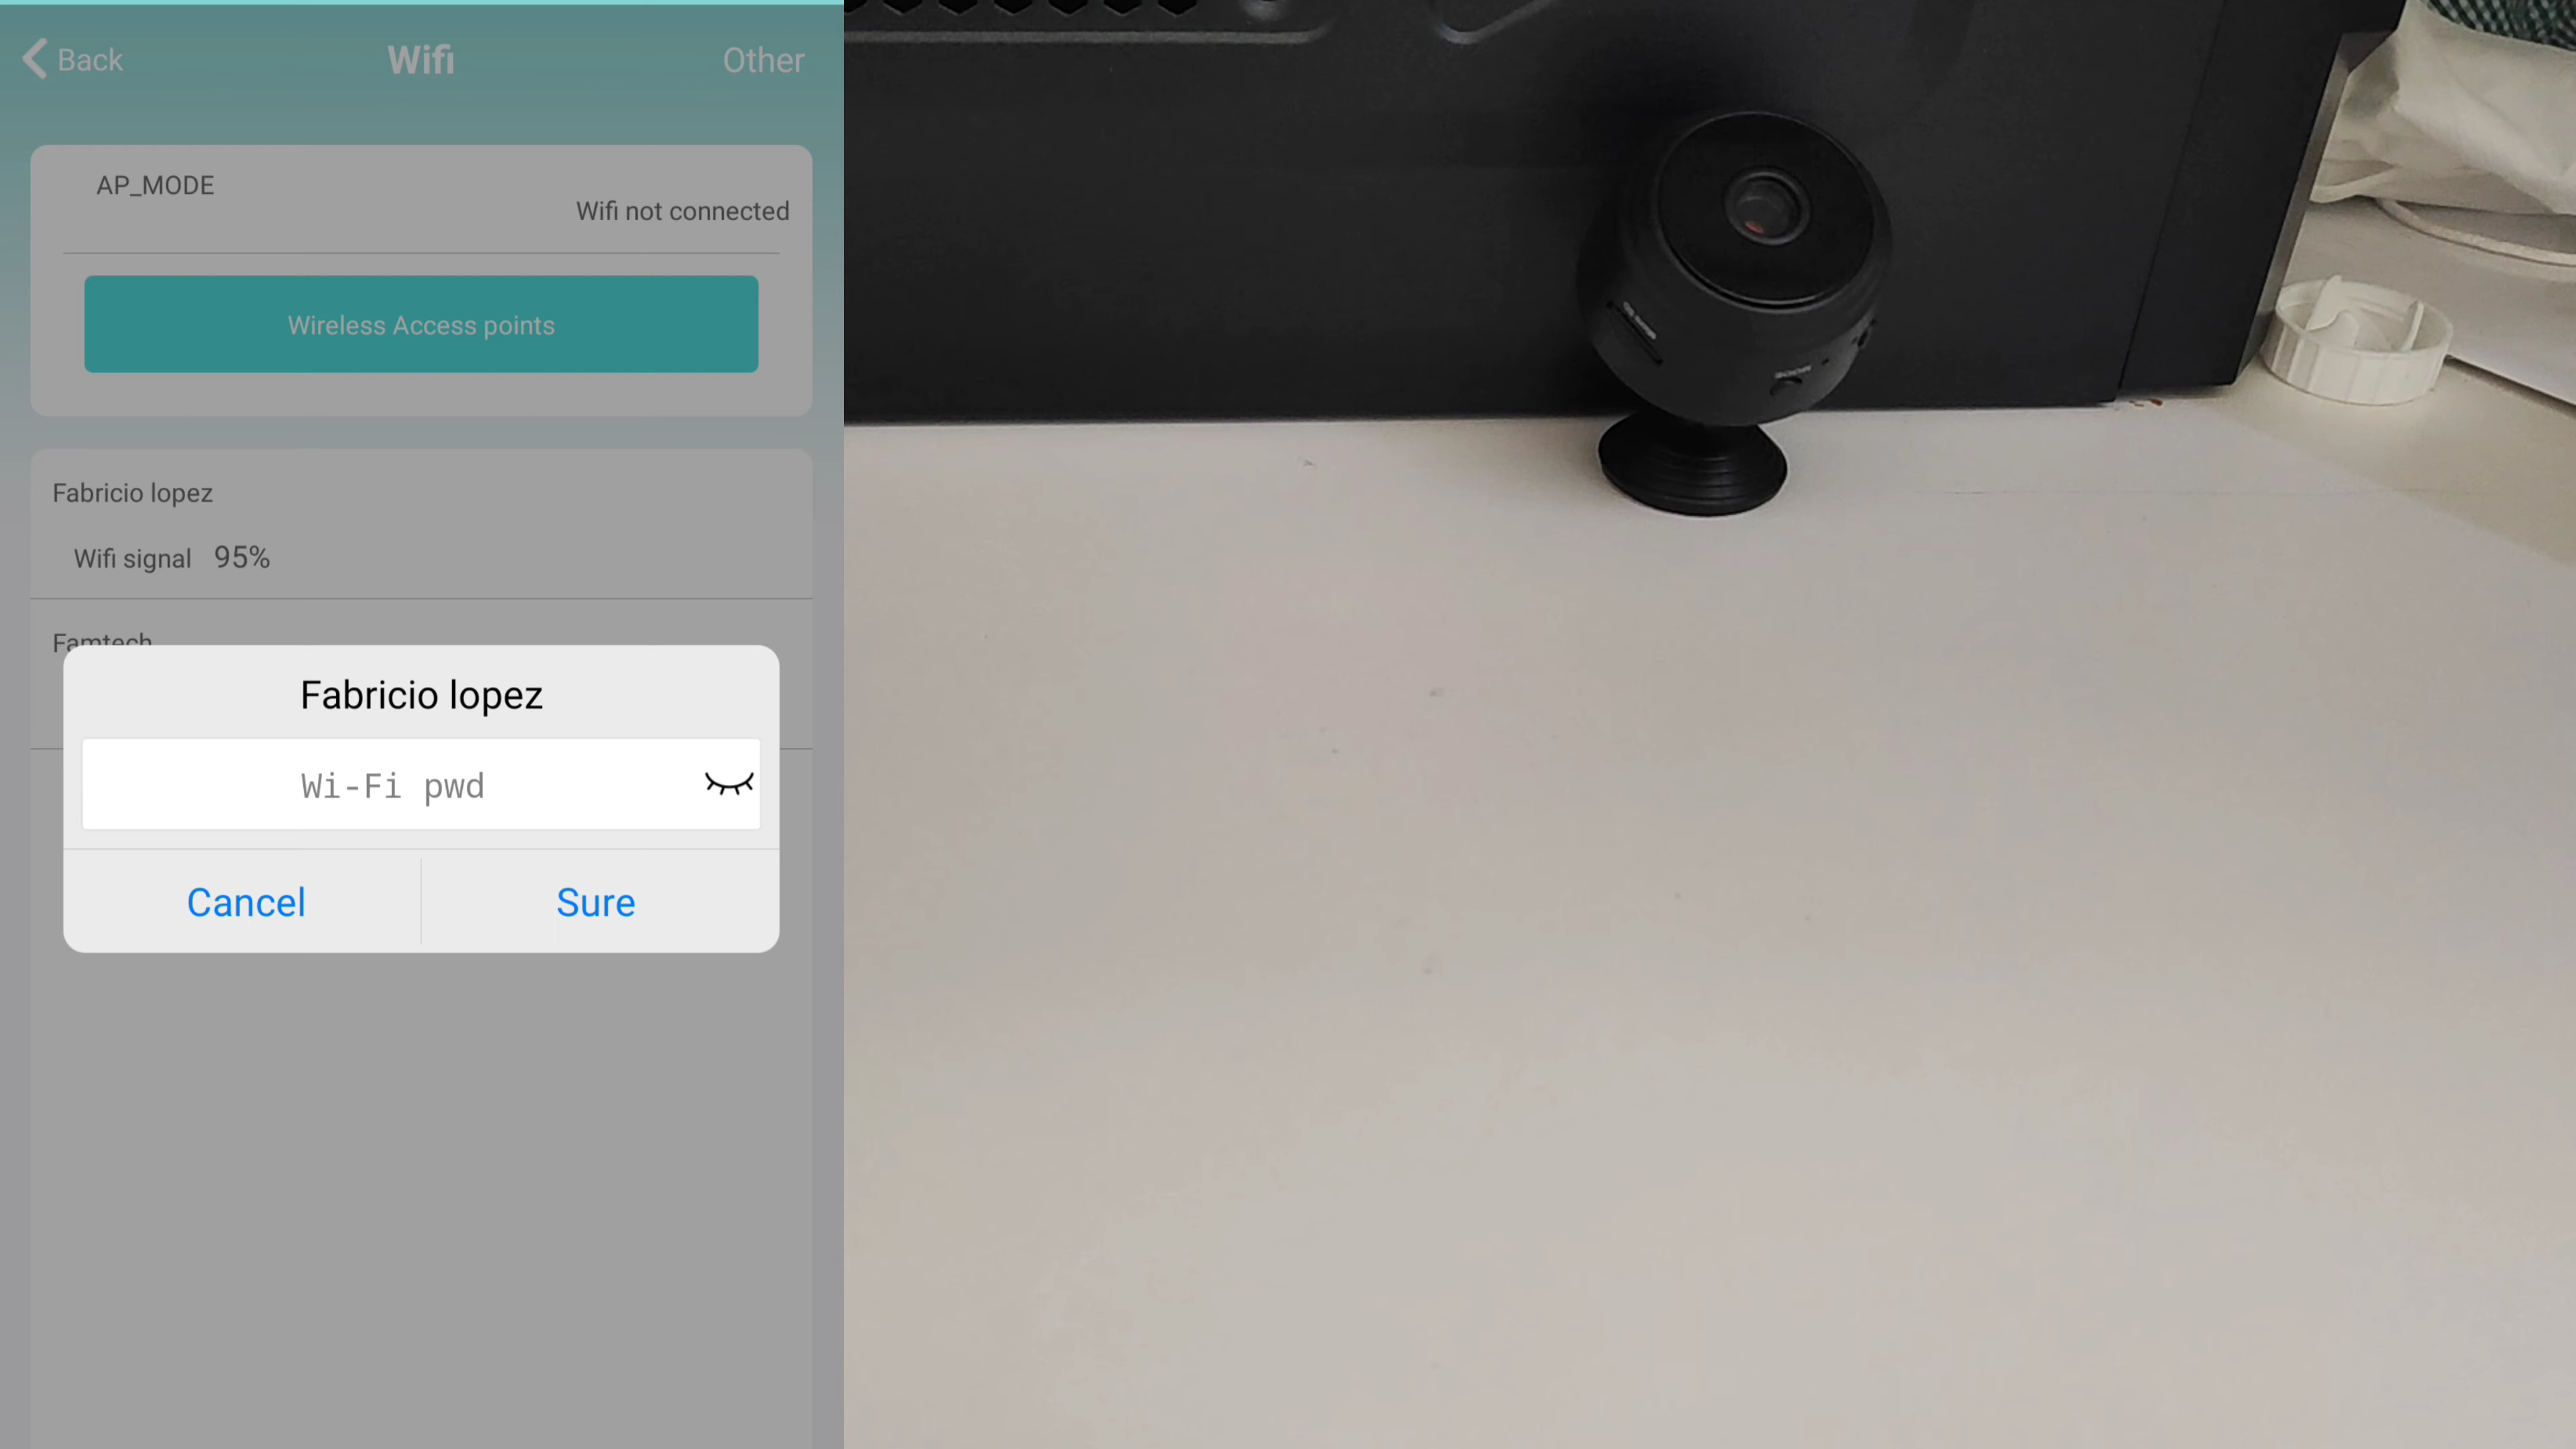 Back
Wifi
Other
AP_MODE
Wifi not connected
Wireless Access points
Fabricio lopez
Wifi signal 95%
Famtech
Fabricio lopez
Wi-Fi pwd
Cancel
Sure